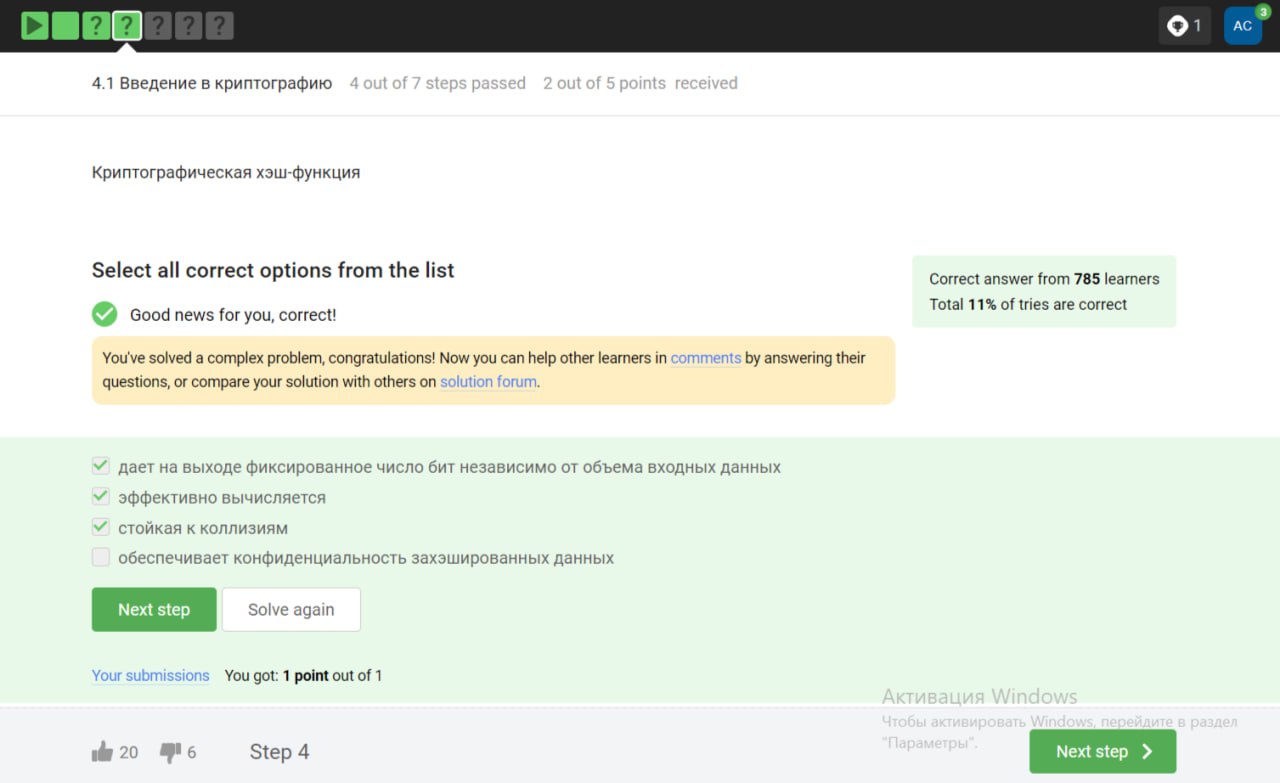 ? ? ? ? ?
1
AC
3
4.1 Введение в криптографию 4 out of 7 steps passed 2 out of 5 points received
Криптографическая хэш-функция
Select all correct options from the list
Good news for you, correct!
You've solved a complex problem, congratulations! Now you can help other learners in comments by answering their
questions, or compare your solution with others on solution forum.
Correct answer from 785 learners
Total 11% of tries are correct
дает на выходе фиксированное число бит независимо от объема входных данных
эффективно вычисляется
стойкая к коллизиям
обеспечивает конфиденциальность захэшированных данных
Next step
Solve again
Your submissions You got: 1 point out of 1
Активация Windows
Чтобы активировать Windows, перейдите в раздел
"Параметры".
20 6 Step 4
Next step